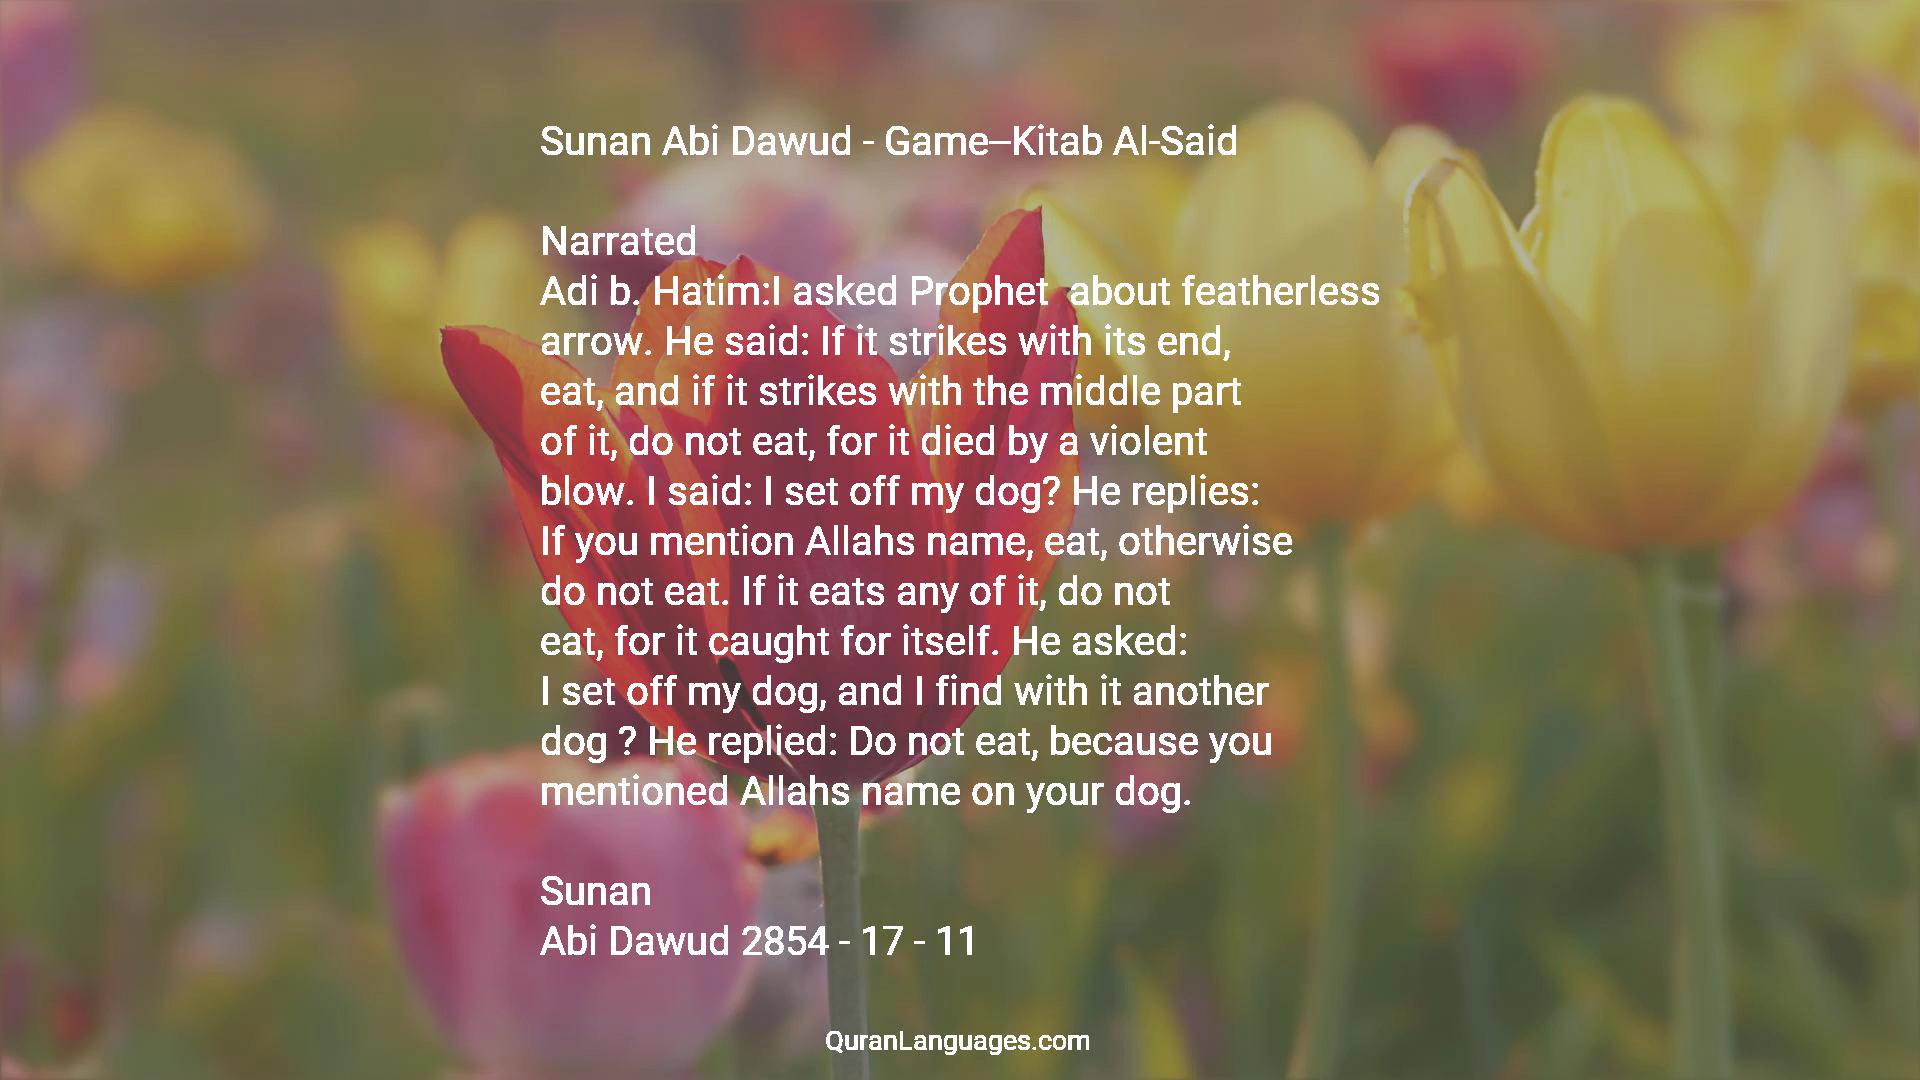 Sunan Abi Dawud - Game--Kitab Al-Said
Narrated
Adi b. Hatim:I asked Prophet  about featherless
arrow. He said: If it strikes with its end,
eat, and if it strikes with the middle part
of it, do not eat, for it died by a violent
blow. I said: I set off my dog? He replies:
If you mention Allahs name, eat, otherwise
do not eat. If it eats any of it, do not
eat, for it caught for itself. He asked:
I set off my dog, and I find with it another
dog ? He replied: Do not eat, because you
mentioned Allahs name on your dog.
Sunan
Abi Dawud 2854 - 17 - 11
QuranLanguages.com